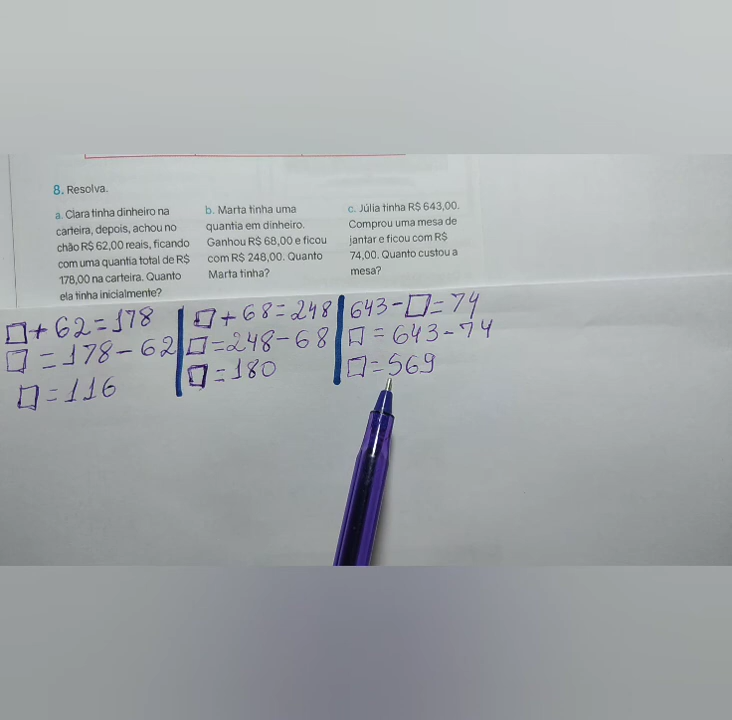 8. Resolva.
a. Clara tinha dinheiro na
carteira, depois, achou no
chão R$ 62,00 reais, ficando
com uma quantia total de R$
178,00 na carteira. Quanto
ela tinha inicialmente?
□ + 62 = 178
□ = 178 - 62
□ = 116
b. Marta tinha uma
quantia em dinheiro.
Ganhou R$ 68,00 e ficou
com R$ 248,00. Quanto
Marta tinha?
□ + 68 = 248
□ = 248 - 68
□ = 180
c. Júlia tinha R$ 643,00.
Comprou uma mesa de
jantar e ficou com R$
74,00. Quanto custou a
mesa?
643 - □ = 74
□ = 643 - 74
□ = 569